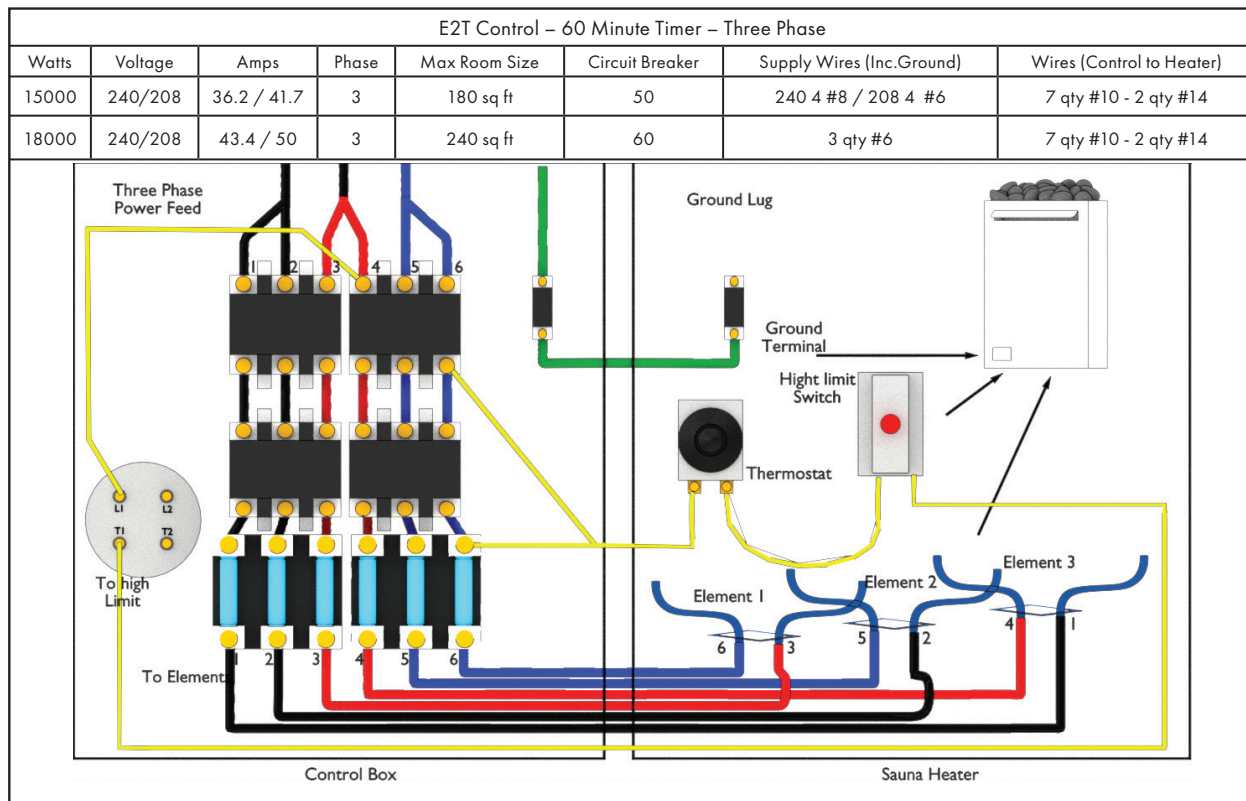 E2T Control – 60 Minute Timer – Three Phase
Watts Voltage Amps Phase Max Room Size Circuit Breaker Supply Wires (Inc.Ground) Wires (Control to Heater)
15000 240/208 36.2 / 41.7 3 180 sq ft 50 240 4 #8 / 208 4 #6 7 qty #10 - 2 qty #14
18000 240/208 43.4 / 50 3 240 sq ft 60 3 qty #6 7 qty #10 - 2 qty #14
Three Phase
Power Feed
Ground Lug
1 2 3 4 5 6
Ground
Terminal
Hight limit
Switch
Thermostat
L1 L2
T1 T2
To high
Limit
Element 1
Element 2
Element 3
6 3 5 2 4 1
1 2 3 4 5 6
To Element
Control Box
Sauna Heater